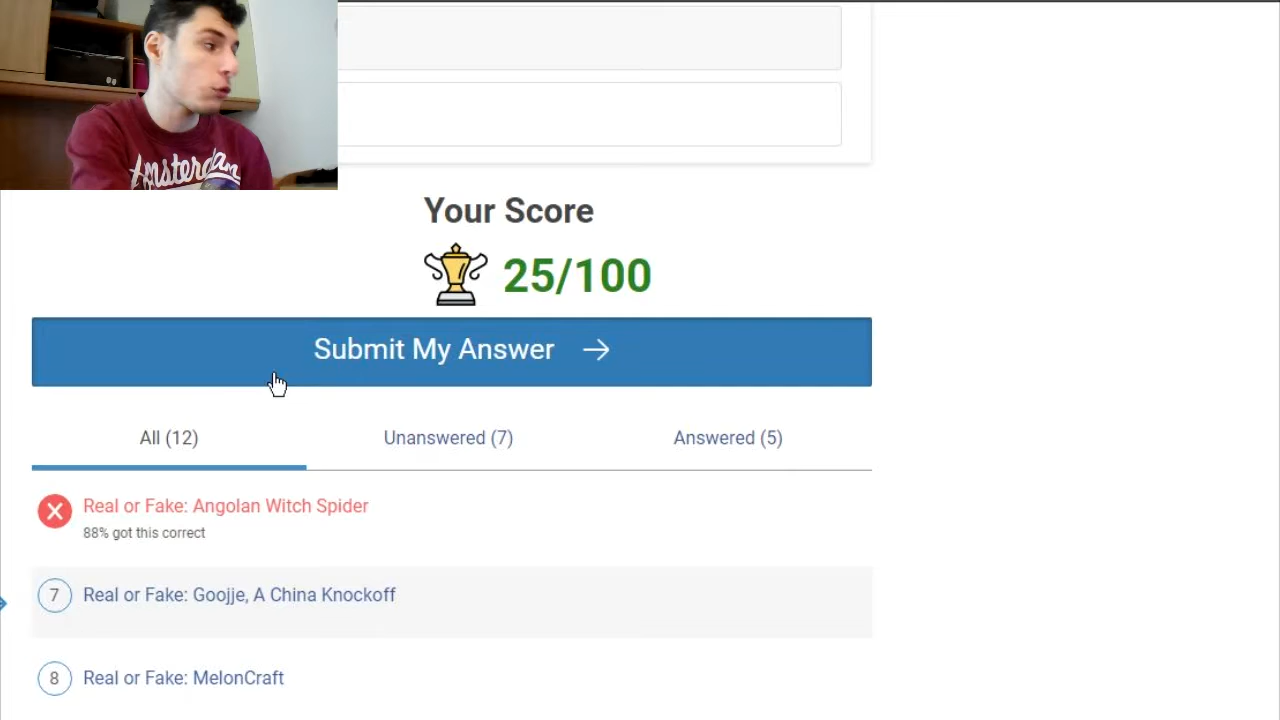 Amsterdam
Your Score
25/100
Submit My Answer
All (12)
Unanswered (7)
Answered (5)
Real or Fake: Angolan Witch Spider
88% got this correct
7
Real or Fake: Goojje, A China Knockoff
8
Real or Fake: MelonCraft